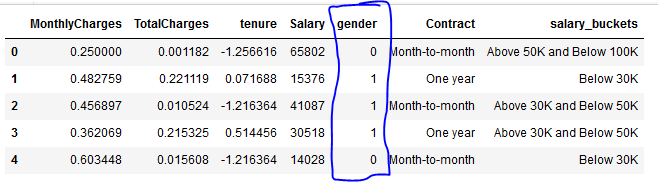 MonthlyCharges TotalCharges tenure Salary gender Contract salary_buckets
0 0.250000 0.001182 -1.256616 65802 0 Month-to-month Above 50K and Below 100K
1 0.482759 0.221119 0.071688 15376 1 One year Below 30K
2 0.456897 0.010524 -1.216364 41087 1 Month-to-month Above 30K and Below 50K
3 0.362069 0.215325 0.514456 30518 1 One year Above 30K and Below 50K
4 0.603448 0.015608 -1.216364 14028 0 Month-to-month Below 30K